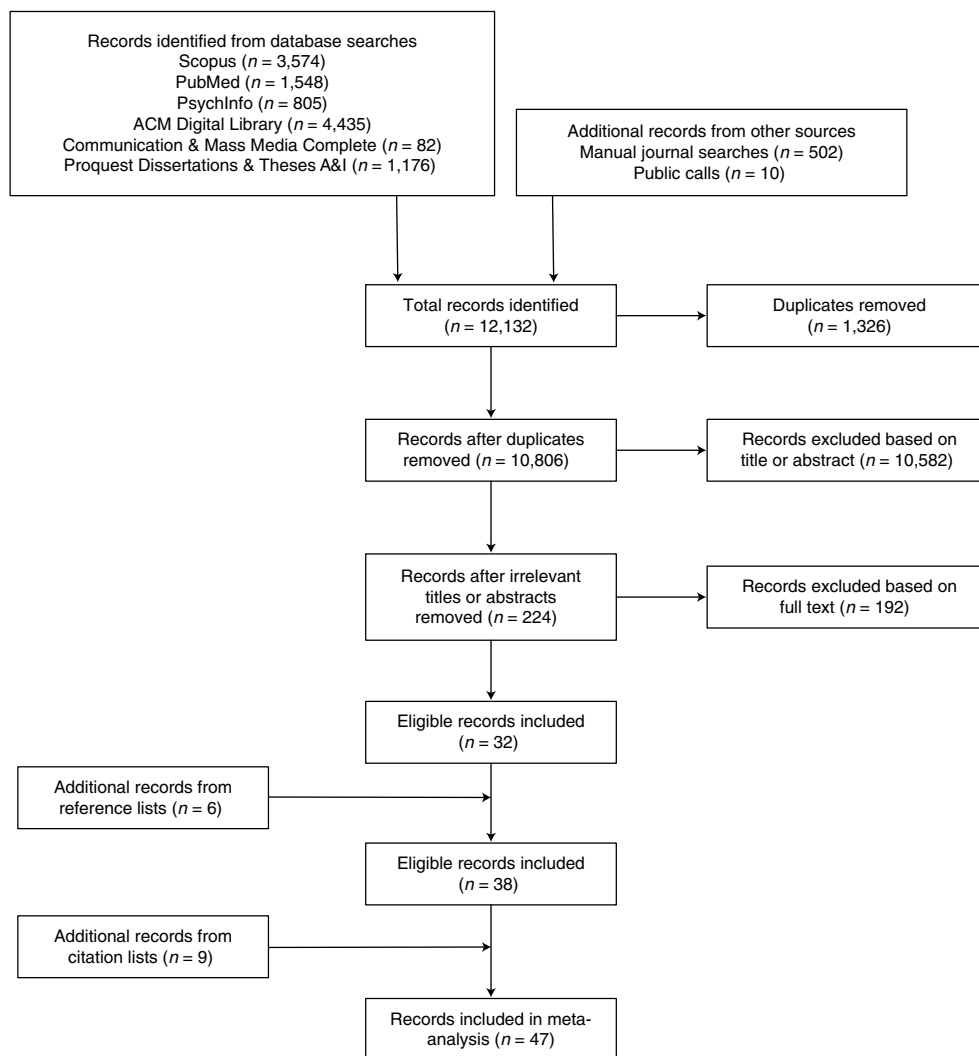 Records identified from database searches
Scopus (n = 3,574)
PubMed (n = 1,548)
PsychInfo (n = 805)
ACM Digital Library (n = 4,435)
Communication & Mass Media Complete (n = 82)
Proquest Dissertations & Theses A&I (n = 1,176)
Additional records from other sources
Manual journal searches (n = 502)
Public calls (n = 10)
Total records identified
(n = 12,132)
Duplicates removed
(n = 1,326)
Records after duplicates
removed (n = 10,806)
Records excluded based on
title or abstract (n = 10,582)
Records after irrelevant
titles or abstracts
removed (n = 224)
Records excluded based on
full text (n = 192)
Eligible records included
(n = 32)
Additional records from
reference lists (n = 6)
Eligible records included
(n = 38)
Additional records from
citation lists (n = 9)
Records included in meta-
analysis (n = 47)